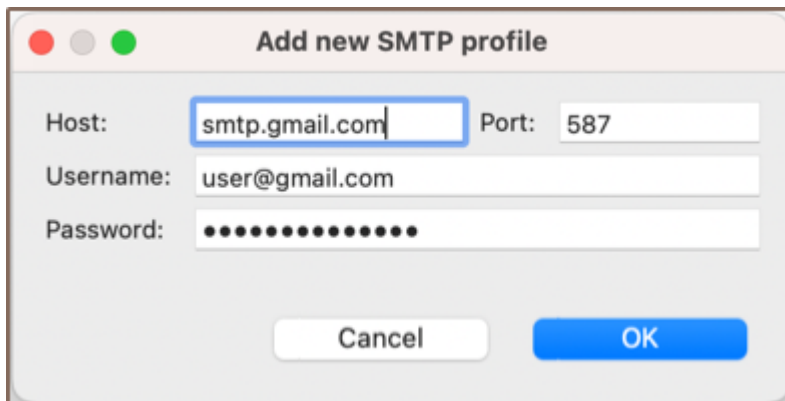 Add new SMTP profile
Host: smtp.gmail.com Port: 587
Username: user@gmail.com
Password: ●●●●●●●●●●●●●●
Cancel OK